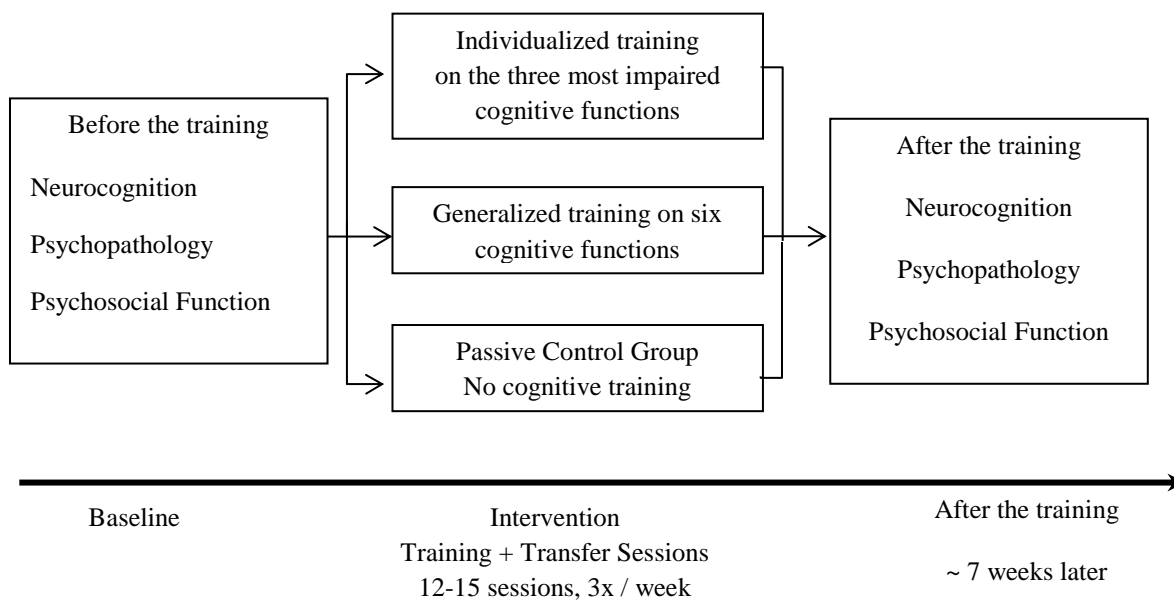 Before the training
Neurocognition
Psychopathology
Psychosocial Function
Individualized training
on the three most impaired
cognitive functions
Generalized training on six
cognitive functions
Passive Control Group
No cognitive training
After the training
Neurocognition
Psychopathology
Psychosocial Function
Baseline
Intervention
Training + Transfer Sessions
12-15 sessions, 3x / week
After the training
~ 7 weeks later